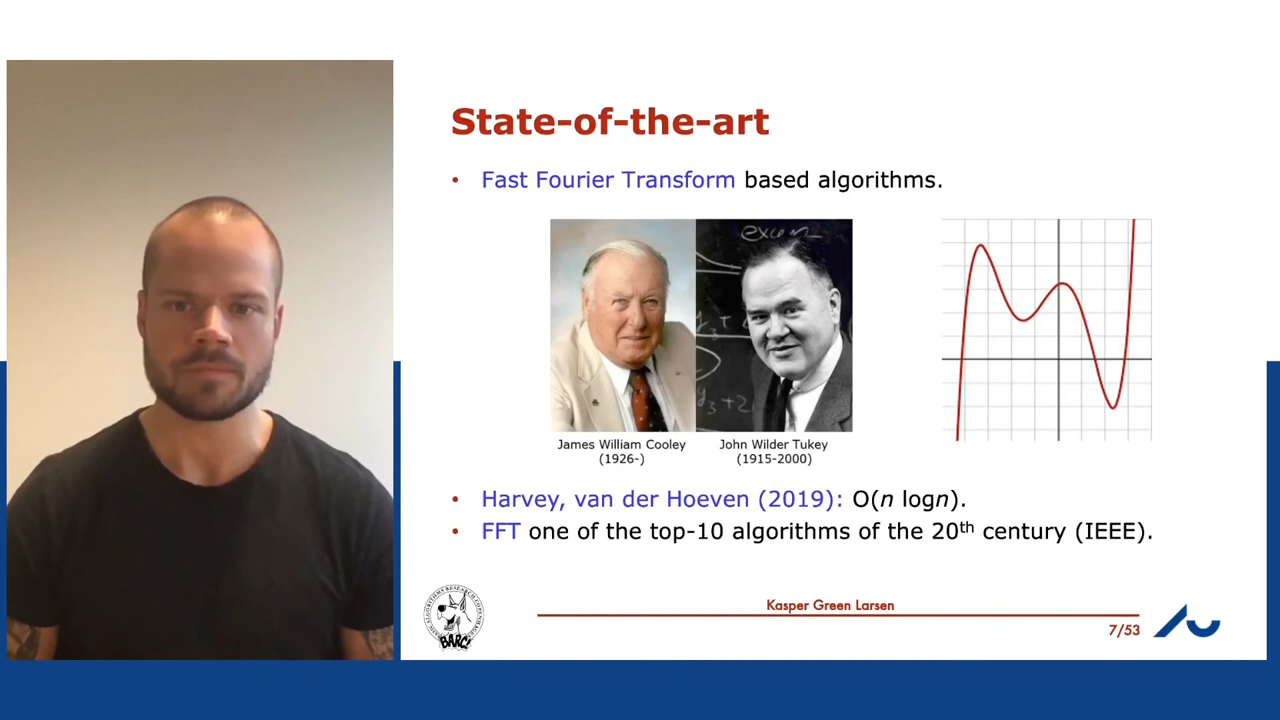 State-of-the-art
• Fast Fourier Transform based algorithms.
excen
James William Cooley
(1926-)
John Wilder Tukey
(1915-2000)
• Harvey, van der Hoeven (2019): O(n logn).
• FFT one of the top-10 algorithms of the 20th century (IEEE).
BARC
Kasper Green Larsen
7/53